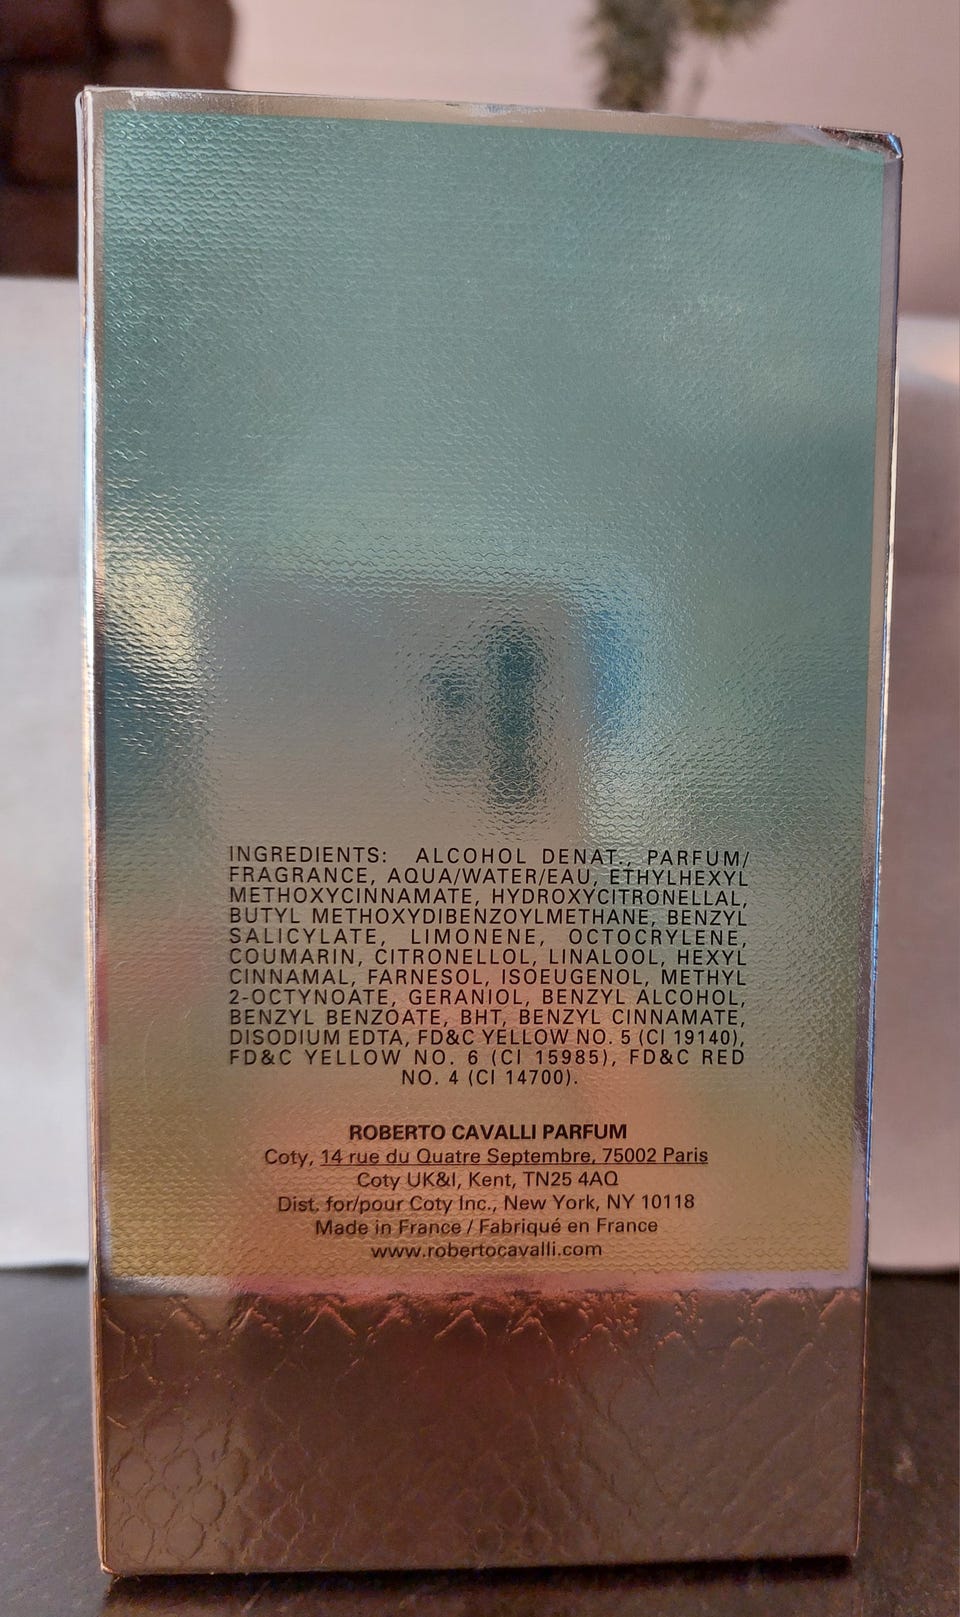 INGREDIENTS: ALCOHOL DENAT., PARFUM/
FRAGRANCE, AQUA/WATER/EAU, ETHYLHEXYL
METHOXYCINNAMATE, HYDROXYCITRONELLAL,
BUTYL METHOXYDIBENZOYLMETHANE, BENZYL
SALICYLATE, LIMONENE, OCTOCRYLENE,
COUMARIN, CITRONELLOL, LINALOOL, HEXYL
CINNAMAL, FARNESOL, ISOEUGENOL, METHYL
2-OCTYNOATE, GERANIOL, BENZYL ALCOHOL,
BENZYL BENZOATE, BHT, BENZYL CINNAMATE,
DISODIUM EDTA, FD&C YELLOW NO. 5 (CI 19140),
FD&C YELLOW NO. 6 (CI 15985), FD&C RED
NO. 4 (CI 14700).
ROBERTO CAVALLI PARFUM
Coty, 14 rue du Quatre Septembre, 75002 Paris
Coty UK&I, Kent, TN25 4AQ
Dist. for/pour Coty Inc., New York, NY 10118
Made in France / Fabriqué en France
www.robertocavalli.com